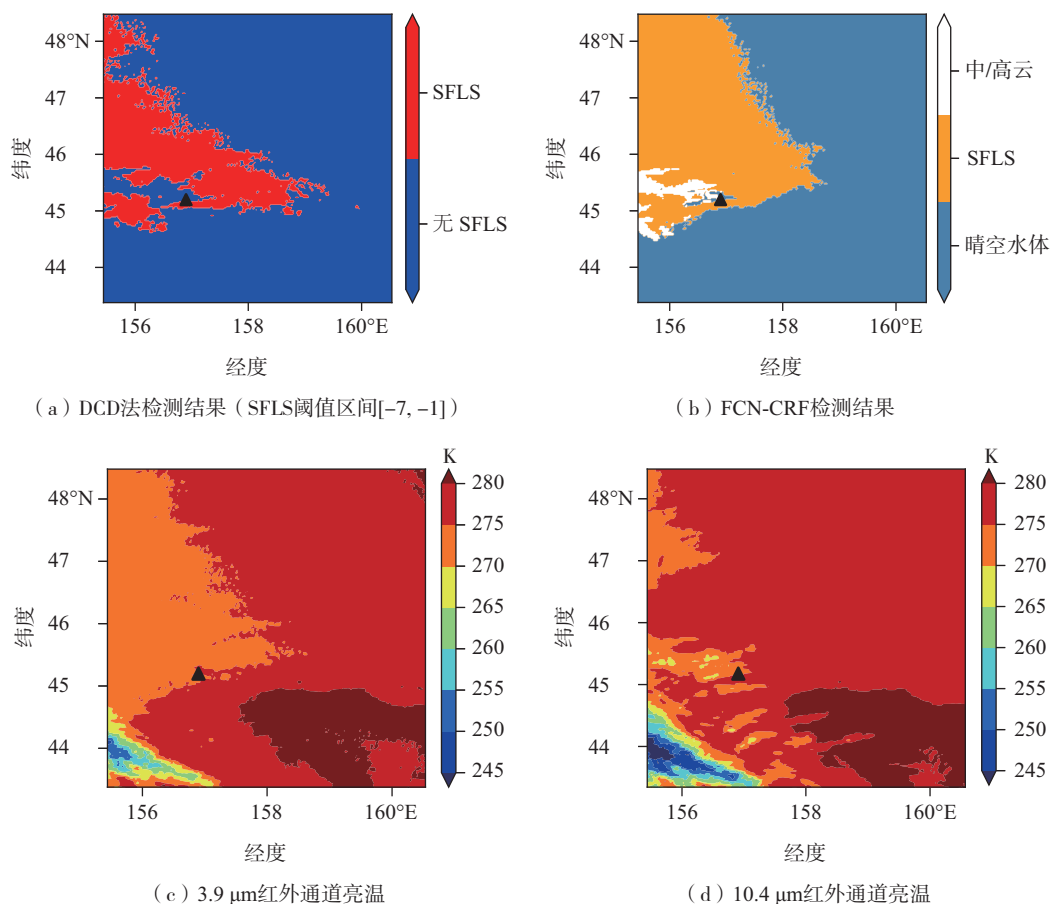 48°N
47
46
45
44
纬度
156
158
160°E
经度
SFLS
无 SFLS
(a)DCD法检测结果(SFLS阈值区间[−7, −1])
48°N
47
46
45
44
纬度
156
158
160°E
经度
中/高云
SFLS
晴空水体
(b)FCN-CRF检测结果
48°N
47
46
45
44
纬度
156
158
160°E
经度
K
280
275
270
265
260
255
250
245
(c)3.9 μm红外通道亮温
48°N
47
46
45
44
纬度
156
158
160°E
经度
K
280
275
270
265
260
255
250
245
(d)10.4 μm红外通道亮温